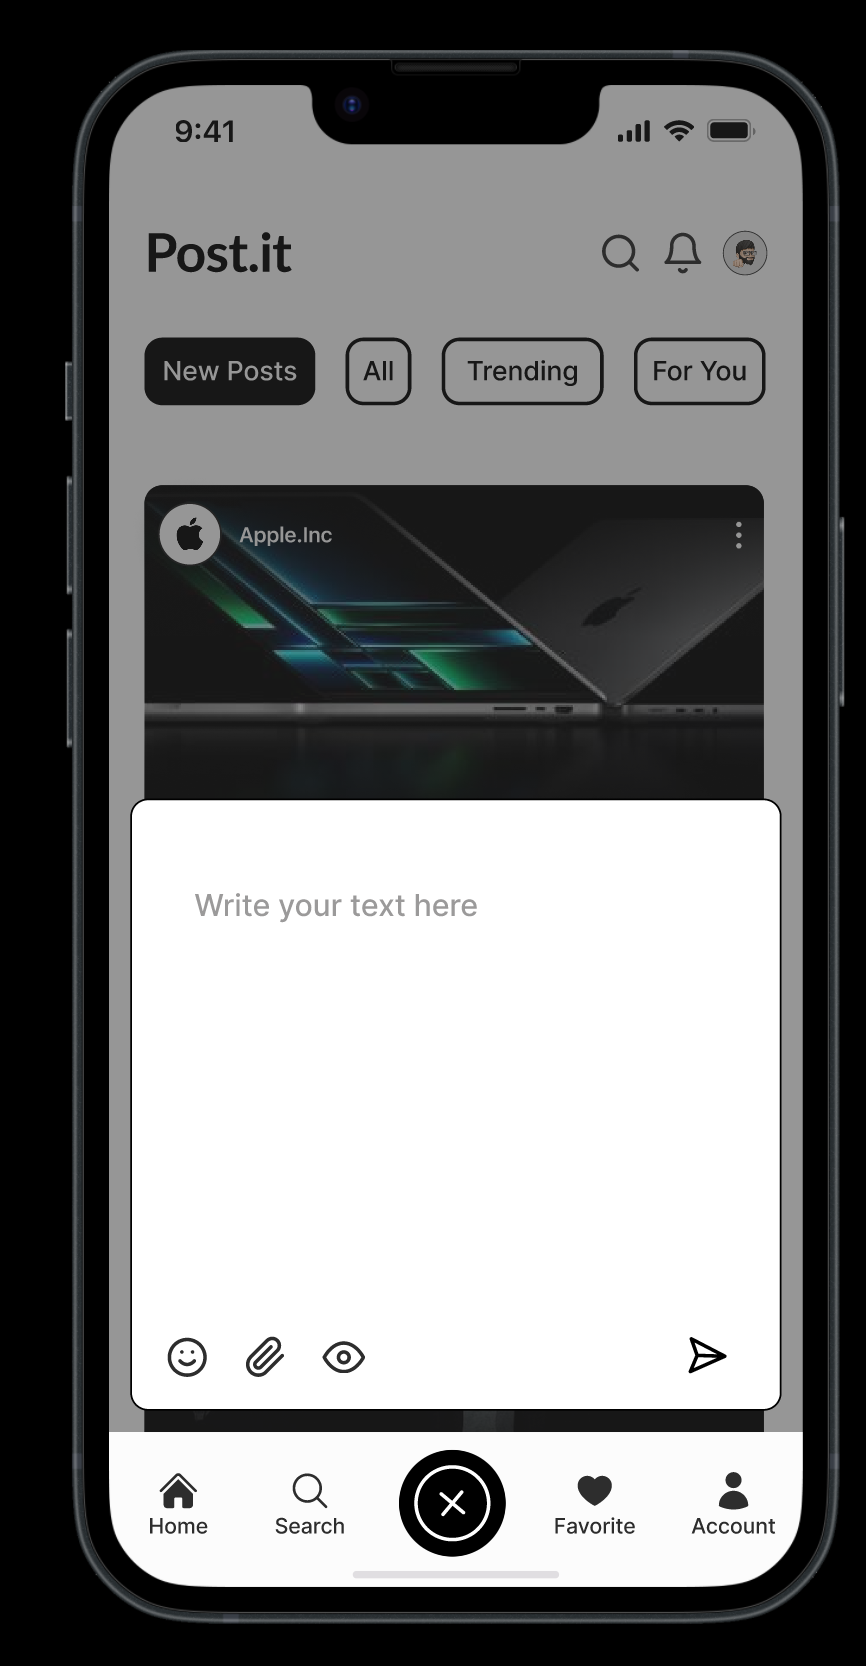 9:41
Post.it
New Posts All Trending For You
Apple.Inc
Write your text here
Home Search Favorite Account